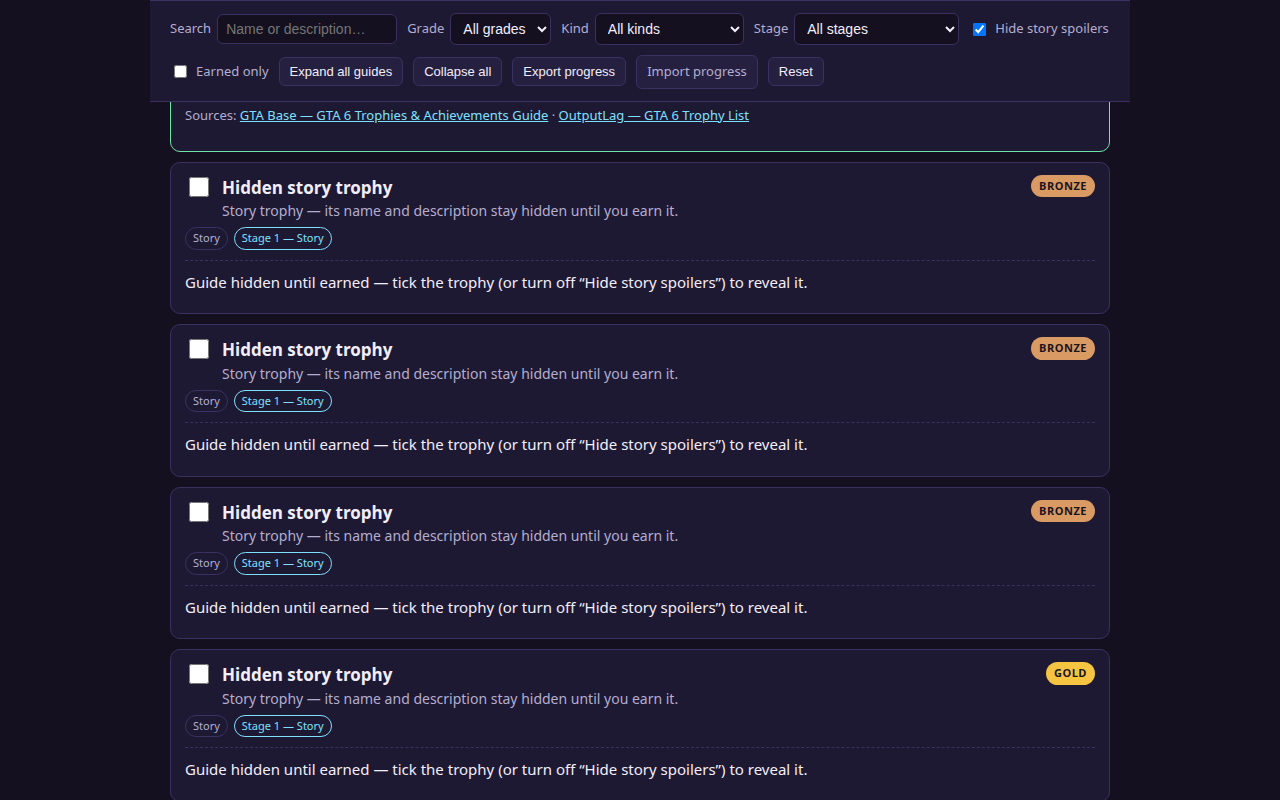 Search Name or description… Grade All grades Kind All kinds Stage All stages Hide story spoilers
Earned only Expand all guides Collapse all Export progress Import progress Reset
Sources: GTA Base — GTA 6 Trophies & Achievements Guide · OutputLag — GTA 6 Trophy List
Hidden story trophy BRONZE
Story trophy — its name and description stay hidden until you earn it.
Story Stage 1 — Story
Guide hidden until earned — tick the trophy (or turn off “Hide story spoilers”) to reveal it.
Hidden story trophy BRONZE
Story trophy — its name and description stay hidden until you earn it.
Story Stage 1 — Story
Guide hidden until earned — tick the trophy (or turn off “Hide story spoilers”) to reveal it.
Hidden story trophy BRONZE
Story trophy — its name and description stay hidden until you earn it.
Story Stage 1 — Story
Guide hidden until earned — tick the trophy (or turn off “Hide story spoilers”) to reveal it.
Hidden story trophy GOLD
Story trophy — its name and description stay hidden until you earn it.
Story Stage 1 — Story
Guide hidden until earned — tick the trophy (or turn off “Hide story spoilers”) to reveal it.